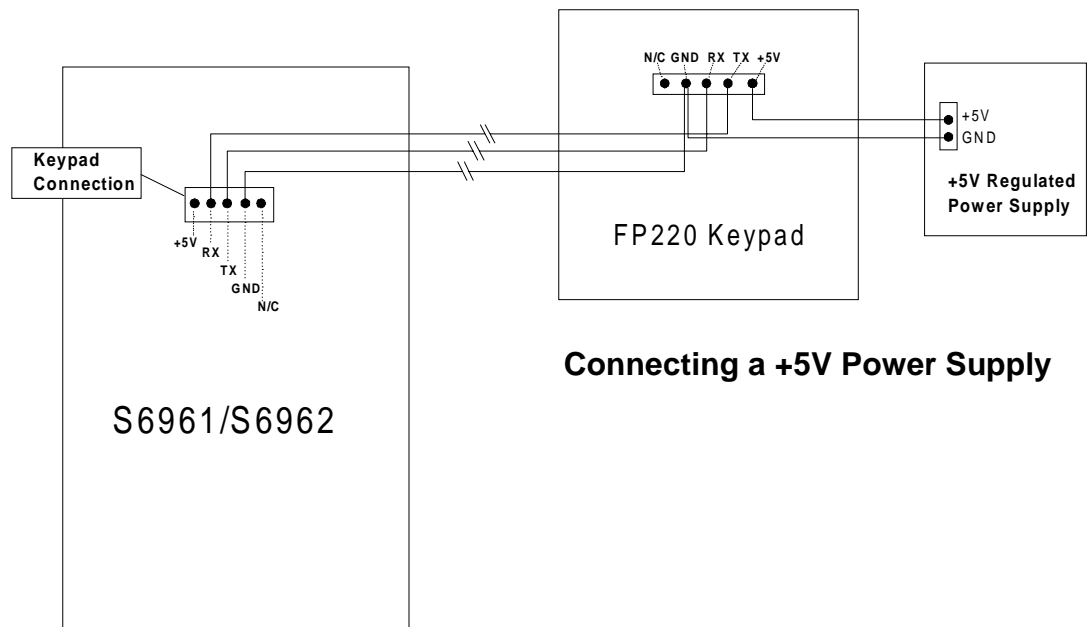 N/C GND RX TX +5V
+5V
GND
+5V Regulated
Power Supply
FP220 Keypad
Keypad
Connection
+5V
RX
TX
GND
N/C
Connecting a +5V Power Supply
S6961/S6962